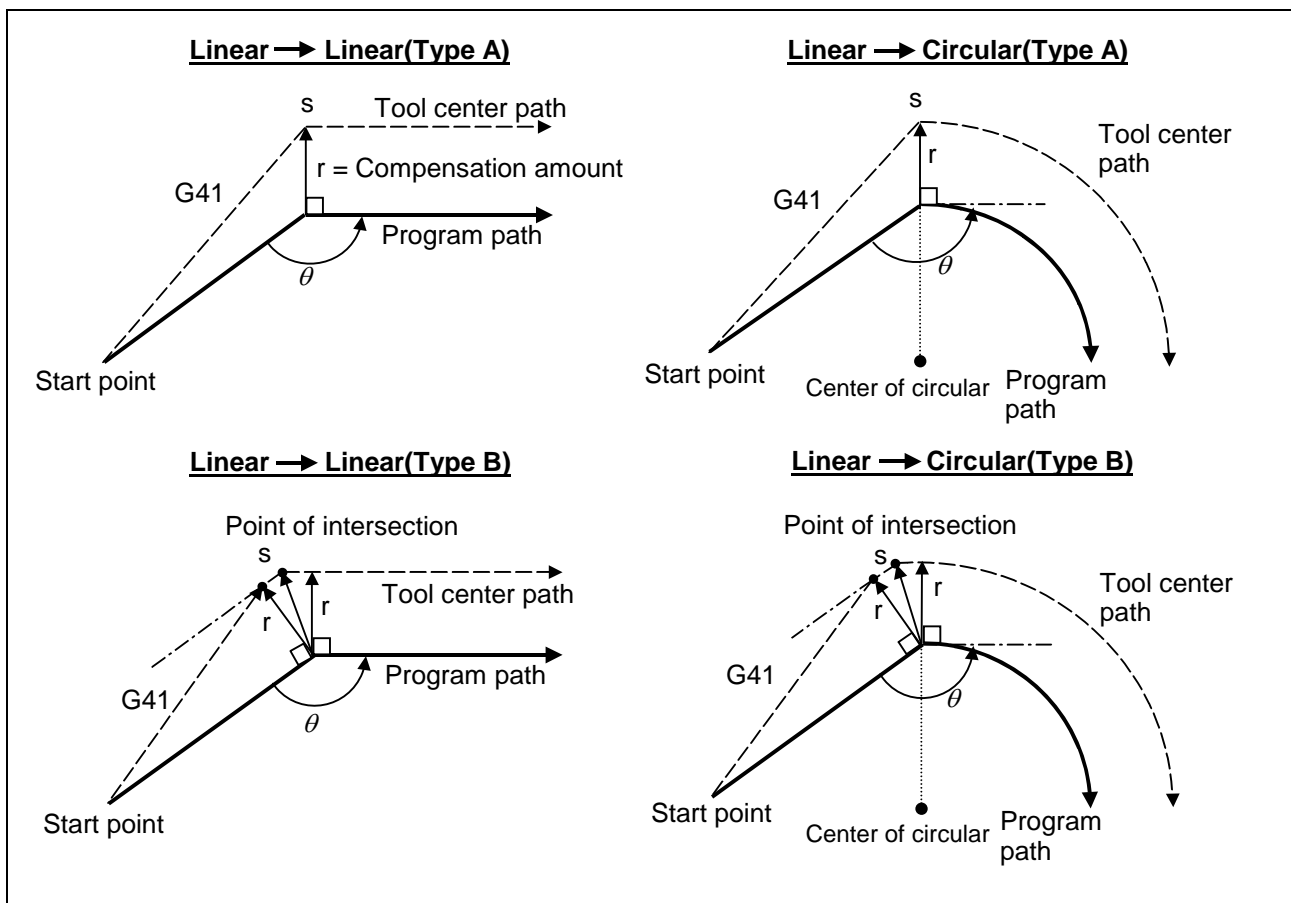 Linear → Linear(Type A)
s
Tool center path
r = Compensation amount
G41
Program path
θ
Start point
Linear → Circular(Type A)
s
Tool center
path
r
G41
θ
Start point
Center of circular
Program
path
Linear → Linear(Type B)
Point of intersection
s
Tool center path
r
r
G41
Program path
θ
Start point
Linear → Circular(Type B)
Point of intersection
s
Tool center
path
r
r
G41
θ
Start point
Center of circular
Program
path